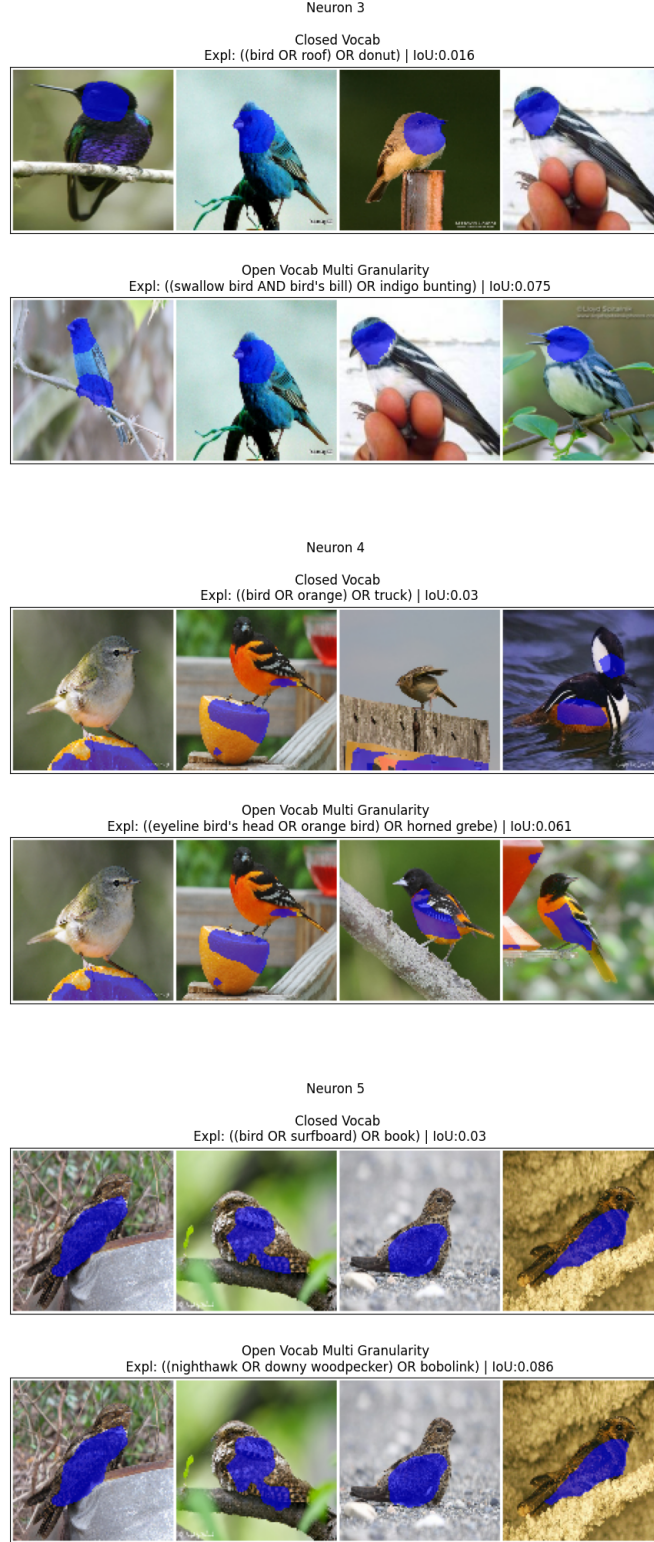 Neuron 3
Closed Vocab
Expl: ((bird OR roof) OR donut) | IoU:0.016
Open Vocab Multi Granularity
Expl: ((swallow bird AND bird's bill) OR indigo bunting) | IoU:0.075
Neuron 4
Closed Vocab
Expl: ((bird OR orange) OR truck) | IoU:0.03
Open Vocab Multi Granularity
Expl: ((eyeline bird's head OR orange bird) OR horned grebe) | IoU:0.061
Neuron 5
Closed Vocab
Expl: ((bird OR surfboard) OR book) | IoU:0.03
Open Vocab Multi Granularity
Expl: ((nighthawk OR downy woodpecker) OR bobolink) | IoU:0.086